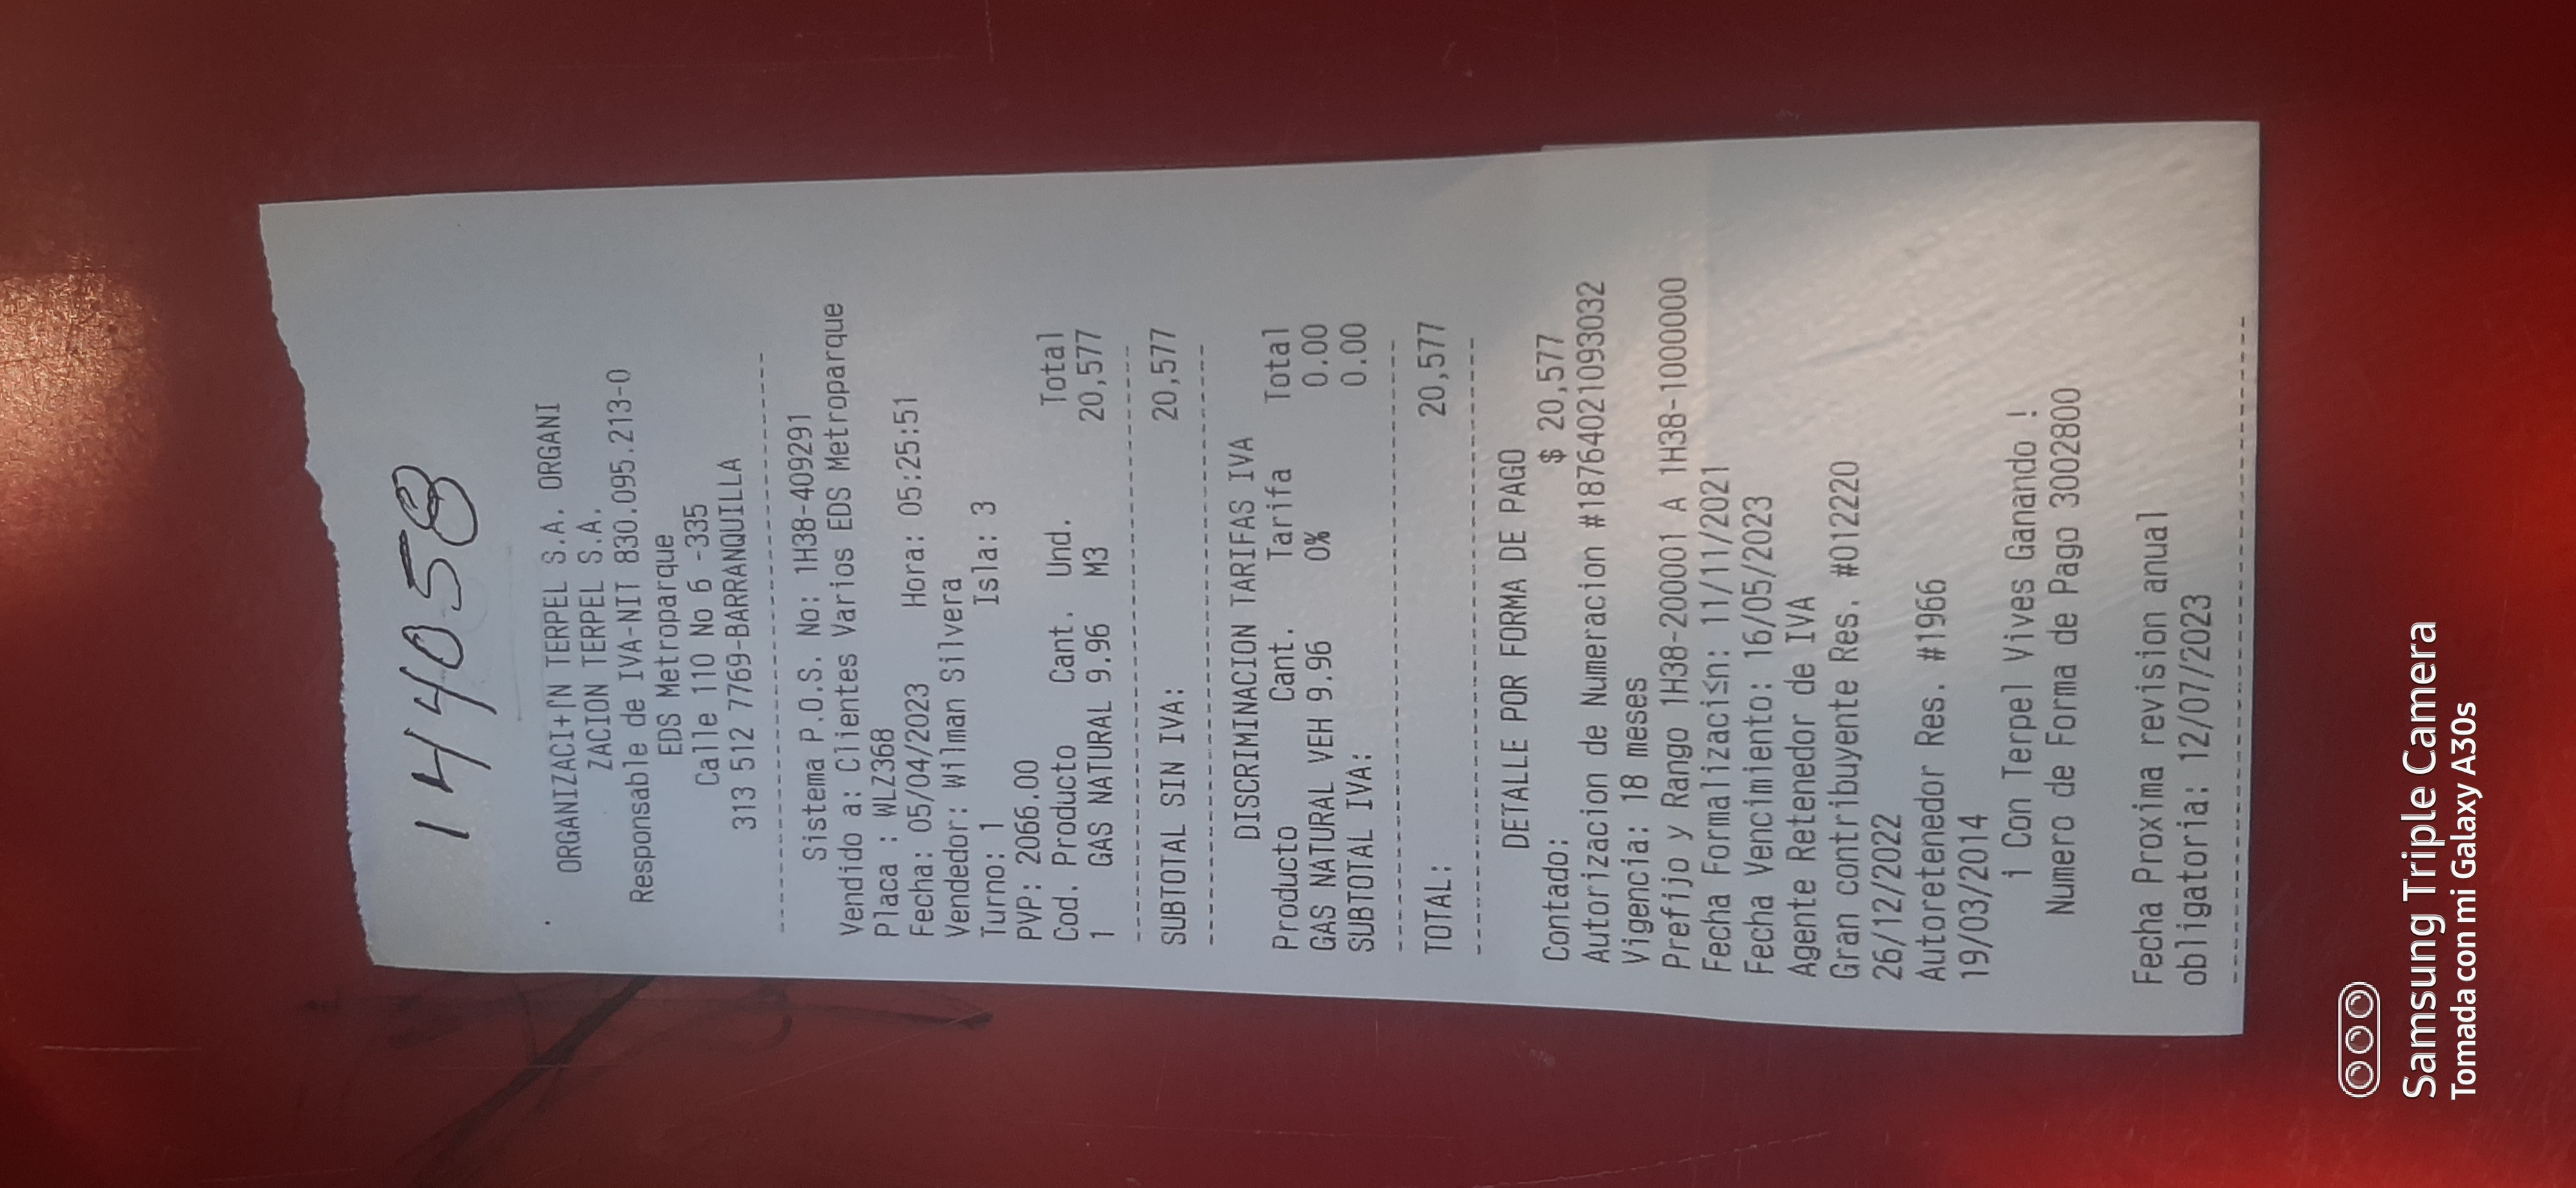 144058
ORGANIZACI+⌠N TERPEL S.A. ORGANI
ZACION TERPEL S.A.
Responsable de IVA-NIT 830.095.213-0
EDS Metroparque
Calle 110 No 6 -335
313 512 7769-BARRANQUILLA
Sistema P.O.S. No: 1H38-409291
Vendido a: Clientes Varios EDS Metroparque
Placa : WLZ368
Fecha: 05/04/2023 Hora: 05:25:51
Vendedor: Wilman Silvera
Turno: 1 Isla: 3
PVP: 2066.00
Cod. Producto Cant. Und. Total
1 GAS NATURAL 9.96 M3 20,577
SUBTOTAL SIN IVA: 20,577
DISCRIMINACION TARIFAS IVA
Producto Cant. Tarifa Total
GAS NATURAL VEH 9.96 0% 0.00
SUBTOTAL IVA: 0.00
TOTAL: 20,577
DETALLE POR FORMA DE PAGO
Contado: $ 20,577
Autorizacion de Numeracion #18764021093032
Vigencia: 18 meses
Prefijo y Rango 1H38-200001 A 1H38-1000000
Fecha Formalizaci≤n: 11/11/2021
Fecha Vencimiento: 16/05/2023
Agente Retenedor de IVA
Gran contribuyente Res. #012220
26/12/2022
Autoretenedor Res. #1966
19/03/2014
¡ Con Terpel Vives Ganando !
Numero de Forma de Pago 3002800
Fecha Proxima revision anual
obligatoria: 12/07/2023
Samsung Triple Camera
Tomada con mi Galaxy A30s